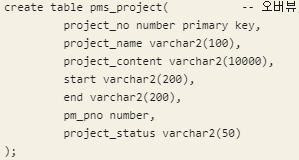 create table pms_project(        -- 오버뷰
        project_no number primary key,
        project_name varchar2(100),
        project_content varchar2(10000),
        start varchar2(200),
        end varchar2(200),
        pm_pno number,
        project_status varchar2(50)
);